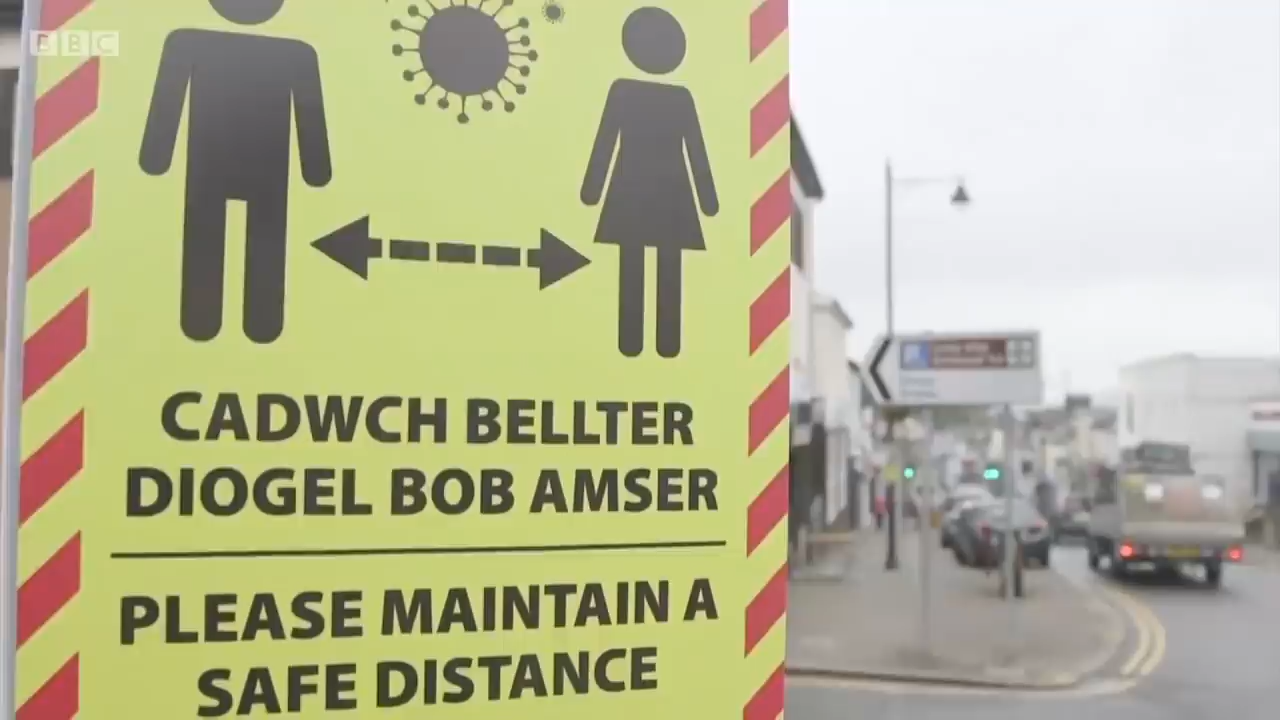 BBC
CADWCH BELLTER
DIOGEL BOB AMSER
PLEASE MAINTAIN A
SAFE DISTANCE